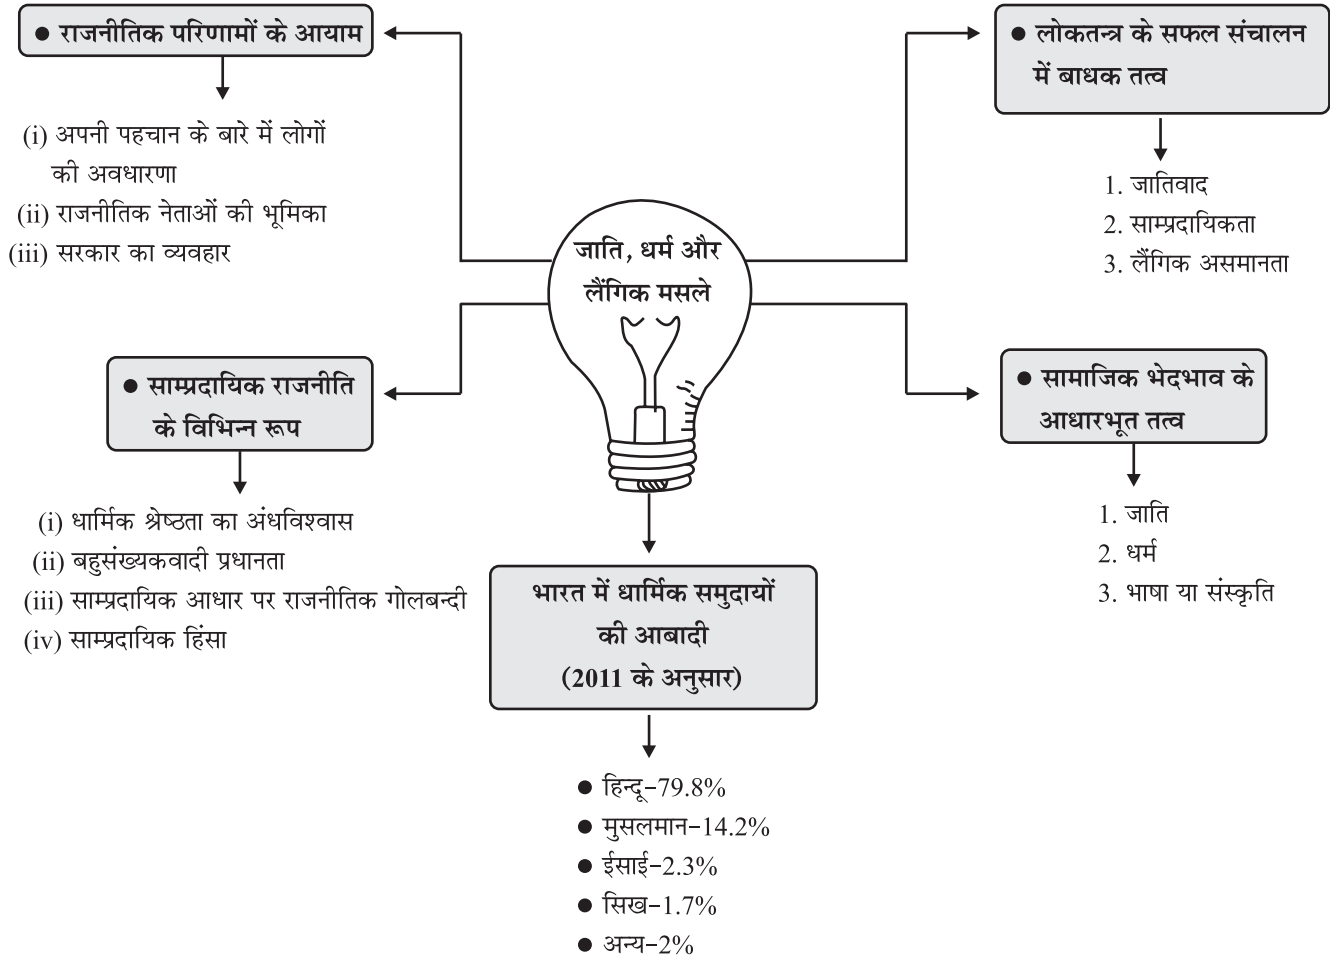 ● राजनीतिक परिणामों के आयाम
(i) अपनी पहचान के बारे में लोगों
की अवधारणा
(ii) राजनीतिक नेताओं की भूमिका
(iii) सरकार का व्यवहार
● लोकतन्त्र के सफल संचालन
में बाधक तत्व
1. जातिवाद
2. साम्प्रदायिकता
3. लैंगिक असमानता
जाति, धर्म और
लैंगिक मसले
● साम्प्रदायिक राजनीति
के विभिन्न रूप
(i) धार्मिक श्रेष्ठता का अंधविश्वास
(ii) बहुसंख्यकवादी प्रधानता
(iii) साम्प्रदायिक आधार पर राजनीतिक गोलबन्दी
(iv) साम्प्रदायिक हिंसा
● सामाजिक भेदभाव के
आधारभूत तत्व
1. जाति
2. धर्म
3. भाषा या संस्कृति
भारत में धार्मिक समुदायों
की आबादी
(2011 के अनुसार)
● हिन्दू–79.8%
● मुसलमान–14.2%
● ईसाई–2.3%
● सिख–1.7%
● अन्य–2%